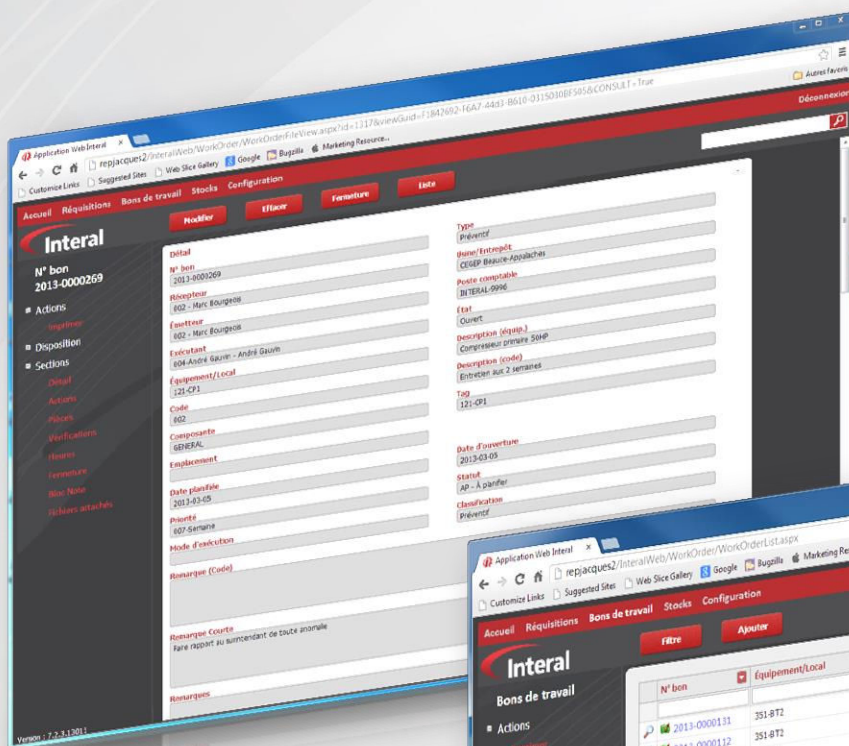 Application Web Interal
repjacques2/InteralWeb/WorkOrder/WorkOrderFileView.aspx?id=1317&viewGuid=F1842692-F6A7-44d3-B610-0315030BF505&CONSULT=True
Customize Links Suggested Sites Web Slice Gallery Google Bugzilla Marketing Resource...
Autres favoris
Déconnexion
Accueil Réquisitions Bons de travail Stocks Configuration
Modifier Effacer Fermeture Liste
Interal
N° bon
2013-0000269
Actions
Imprimer
Disposition
Sections
Détail
Actions
Pièces
Vérifications
Heures
Fermeture
Bloc-Note
Fichiers attachés
Version : 7.2.3.13011
Détail
N° bon
2013-0000269
Récepteur
002 - Marc Bourgeois
Émetteur
002 - Marc Bourgeois
Exécutant
004-André Gauvin - André Gauvin
Équipement/Local
121-CP1
Code
002
Composante
GENERAL
Emplacement
Date planifiée
2013-03-05
Priorité
007-Semaine
Mode d'exécution
Remarque (Code)
Remarque Courte
Faire rapport au surintendant de toute anomalie
Remarques
Type
Préventif
Usine/Entrepôt
CEGEP Beauce-Appalaches
Poste comptable
INTERAL-9996
État
Ouvert
Description (équip.)
Compresseur primaire 50HP
Description (code)
Entretien aux 2 semaines
Tag
121-CP1
Date d'ouverture
2013-03-05
Statut
AP - À planifier
Classification
Préventif
Application Web Interal
repjacques2/InteralWeb/WorkOrder/WorkOrderList.aspx
Customize Links Suggested Sites Web Slice Gallery Google Bugzilla Marketing Re
Accueil Réquisitions Bons de travail Stocks Configuration
Filtre Ajouter
Interal
Bons de travail
Actions
N° bon Équipement/Local
2013-0000131 351-BT2
2013-0000112 351-BT2